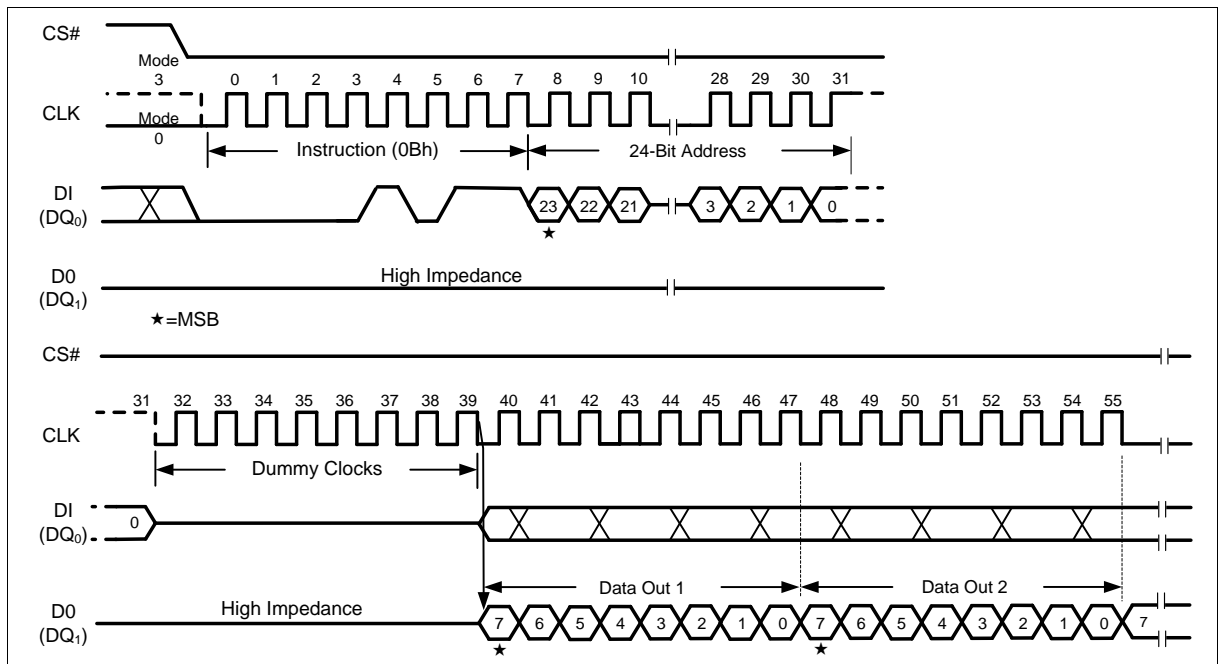 CS#
Mode
3 0 1 2 3 4 5 6 7 8 9 10 28 29 30 31
CLK
Mode
0
Instruction (0Bh) 24-Bit Address
DI
(DQ0) 23 22 21 3 2 1 0
★
D0
(DQ1) High Impedance
★=MSB
CS#
31 32 33 34 35 36 37 38 39 40 41 42 43 44 45 46 47 48 49 50 51 52 53 54 55
CLK
Dummy Clocks
DI
(DQ0) 0
Data Out 1 Data Out 2
D0
(DQ1) High Impedance 7 6 5 4 3 2 1 0 7 6 5 4 3 2 1 0 7
★ ★